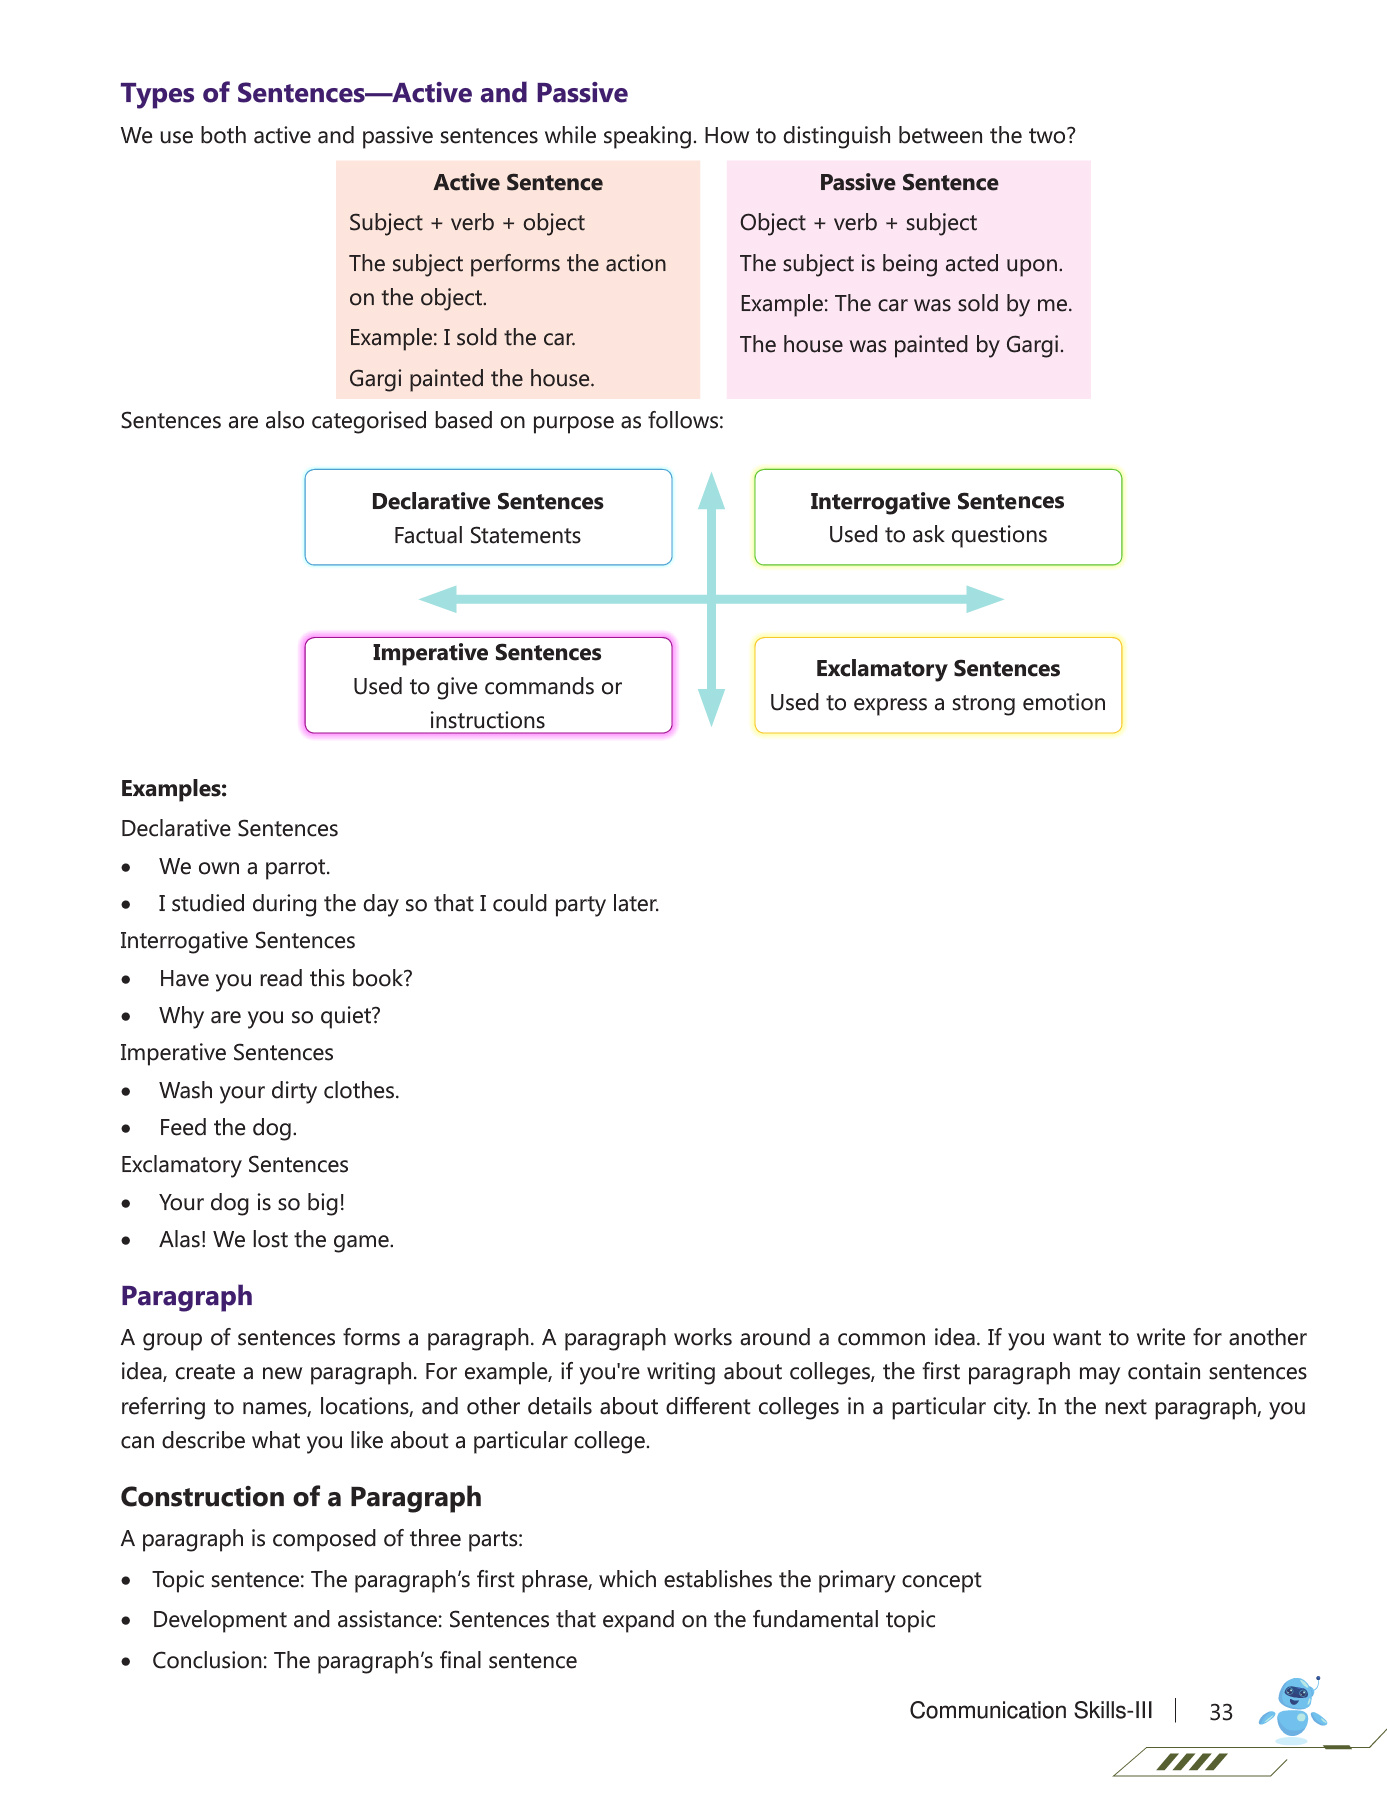 Types of Sentences—Active and Passive
We use both active and passive sentences while speaking. How to distinguish between the two?
Active Sentence
Subject + verb + object
The subject performs the action
on the object.
Example: I sold the car.
Gargi painted the house.
Passive Sentence
Object + verb + subject
The subject is being acted upon.
Example: The car was sold by me.
The house was painted by Gargi.
Sentences are also categorised based on purpose as follows:
Declarative Sentences
Factual Statements
Interrogative Sentences
Used to ask questions
Imperative Sentences
Used to give commands or
instructions
Exclamatory Sentences
Used to express a strong emotion
Examples:
Declarative Sentences
• We own a parrot.
• I studied during the day so that I could party later.
Interrogative Sentences
• Have you read this book?
• Why are you so quiet?
Imperative Sentences
• Wash your dirty clothes.
• Feed the dog.
Exclamatory Sentences
• Your dog is so big!
• Alas! We lost the game.
Paragraph
A group of sentences forms a paragraph. A paragraph works around a common idea. If you want to write for another
idea, create a new paragraph. For example, if you're writing about colleges, the first paragraph may contain sentences
referring to names, locations, and other details about different colleges in a particular city. In the next paragraph, you
can describe what you like about a particular college.
Construction of a Paragraph
A paragraph is composed of three parts:
• Topic sentence: The paragraph’s first phrase, which establishes the primary concept
• Development and assistance: Sentences that expand on the fundamental topic
• Conclusion: The paragraph’s final sentence
Communication Skills-III 33